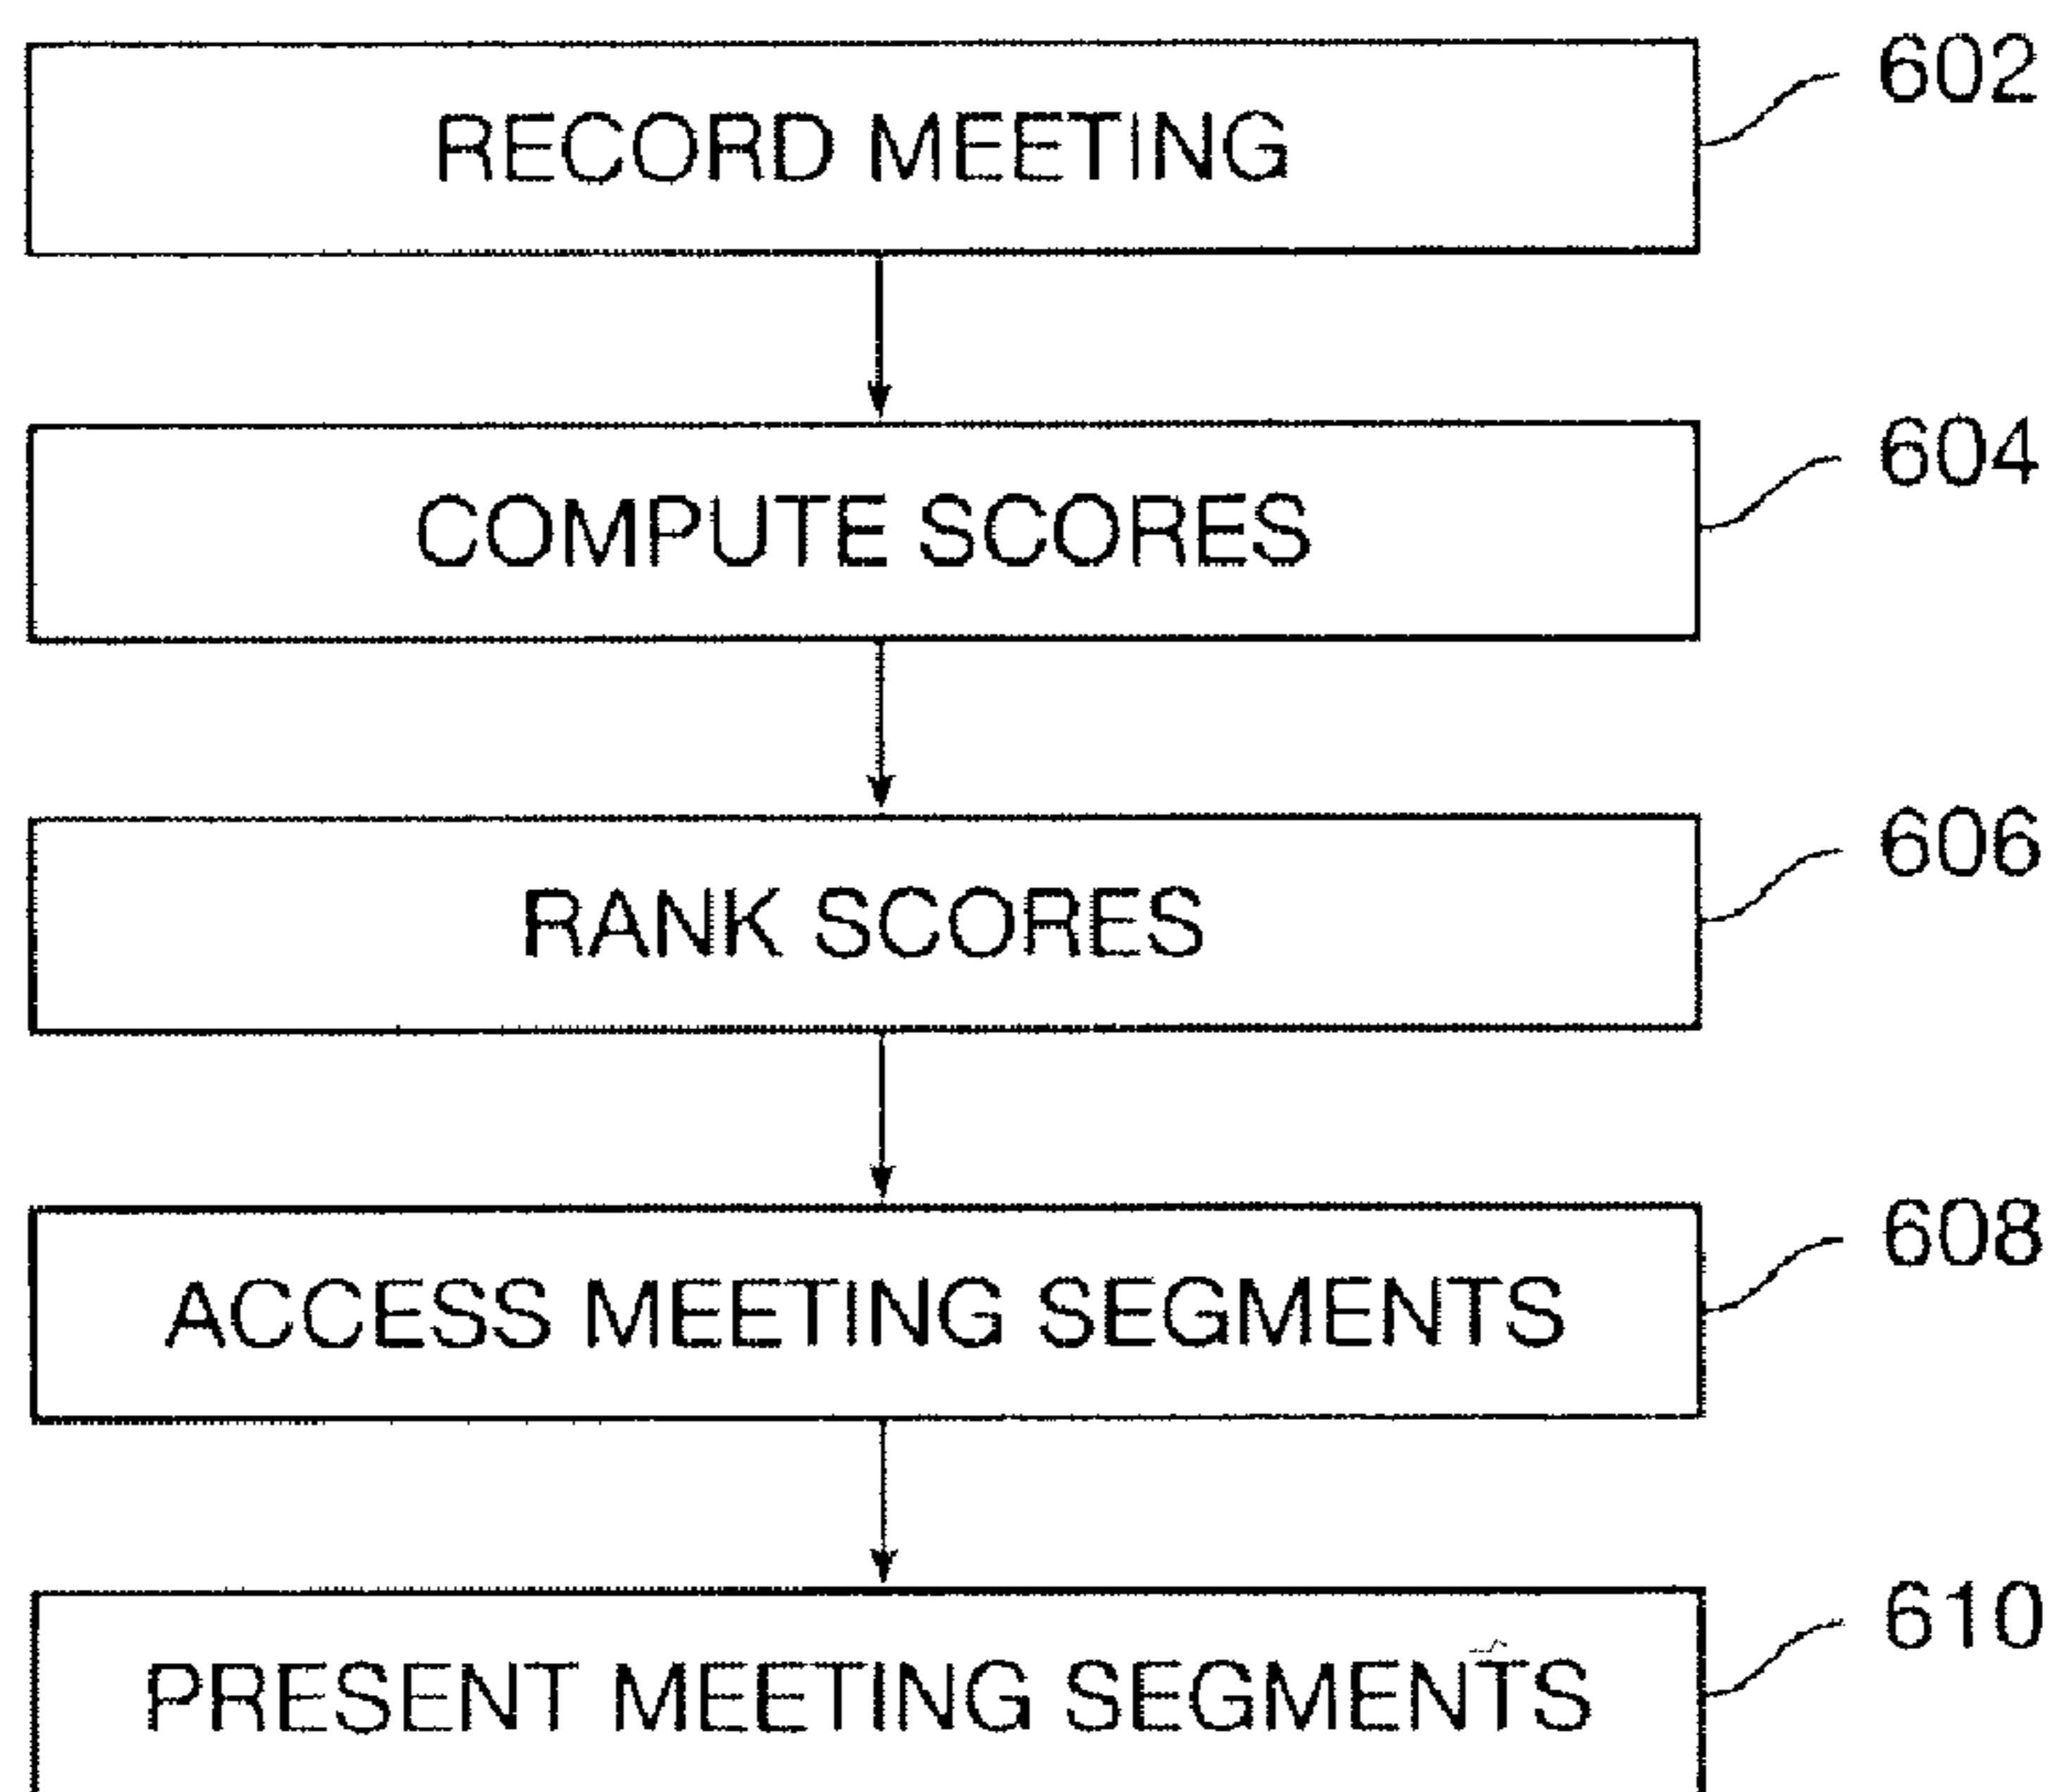 RECORD MEETING
602
COMPUTE SCORES
604
RANK SCORES
606
ACCESS MEETING SEGMENTS
608
PRESENT MEETING SEGMENTS
610